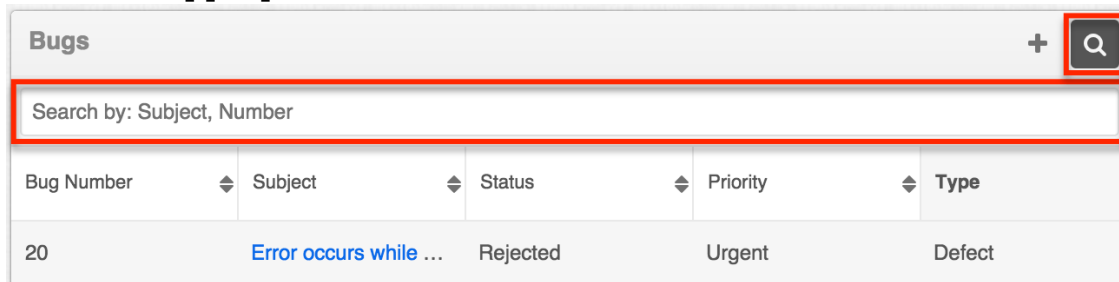 Bugs
Search by: Subject, Number
Bug Number Subject Status Priority Type
20 Error occurs while ... Rejected Urgent Defect